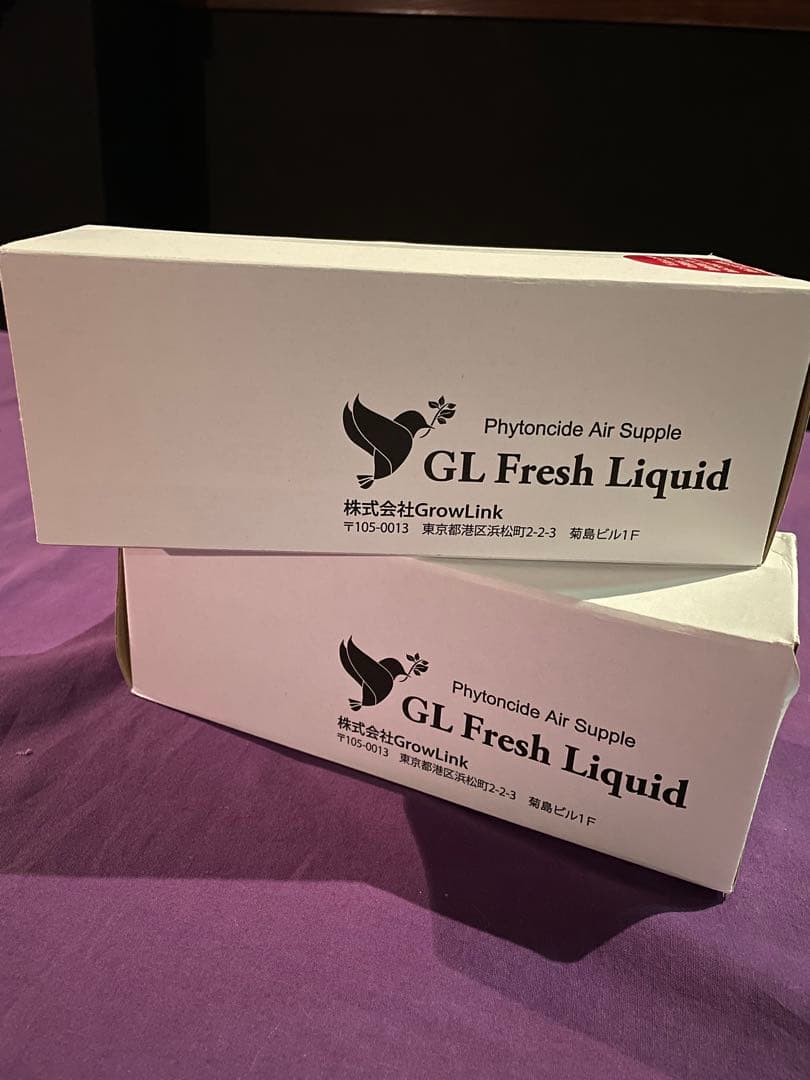 Phytoncide Air Supple
GL Fresh Liquid
株式会社GrowLink
〒105-0013 東京都港区浜松町2-2-3 菊島ビル1F
Phytoncide Air Supple
GL Fresh Liquid
株式会社GrowLink
〒105-0013 東京都港区浜松町2-2-3 菊島ビル1F